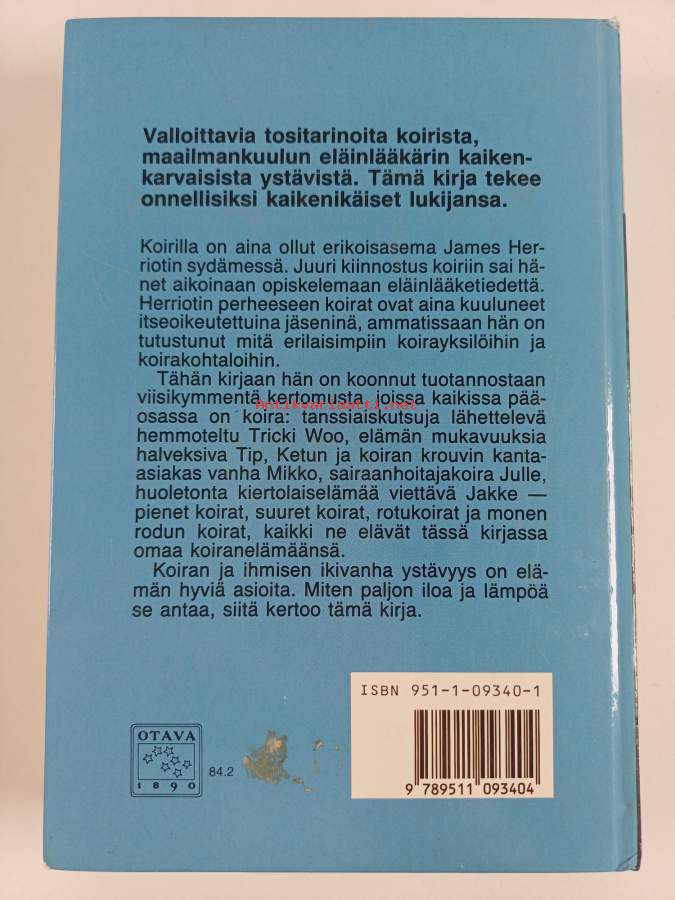 Valloittavia tositarinoita koirista,
maailmankuulun eläinlääkärin kaiken-
karvaisista ystävistä. Tämä kirja tekee
onnellisiksi kaikenikäiset lukijansa.
Koirilla on aina ollut erikoisasema James Her-
riotin sydämessä. Juuri kiinnostus koiriin sai hä-
net aikoinaan opiskelemaan eläinlääketiedettä.
Herriotin perheeseen koirat ovat aina kuuluneet
itseoikeutettuina jäseninä, ammatissaan hän on
tutustunut mitä erilaisimpiin koirayksilöihin ja
koirakohtaloihin.
Tähän kirjaan hän on koonnut tuotannostaan
viisikymmentä kertomusta, joissa kaikissa pää-
Antikvariaatti.net
osassa on koira: tanssiaiskutsuja lähettelevä
hemmoteltu Tricki Woo, elämän mukavuuksia
halveksiva Tip, Ketun ja koiran krouvin kanta-
asiakas vanha Mikko, sairaanhoitajakoira Julle,
huoletonta kiertolaiselämää viettävä Jakke —
pienet koirat, suuret koirat, rotukoirat ja monen
rodun koirat, kaikki ne elävät tässä kirjassa
omaa koiranelämäänsä.
Koiran ja ihmisen ikivanha ystävyys on elä-
män hyviä asioita. Miten paljon iloa ja lämpöä
se antaa, siitä kertoo tämä kirja.
ISBN 951-1-09340-1
OTAVA
1890
84.2
9 789511 093404